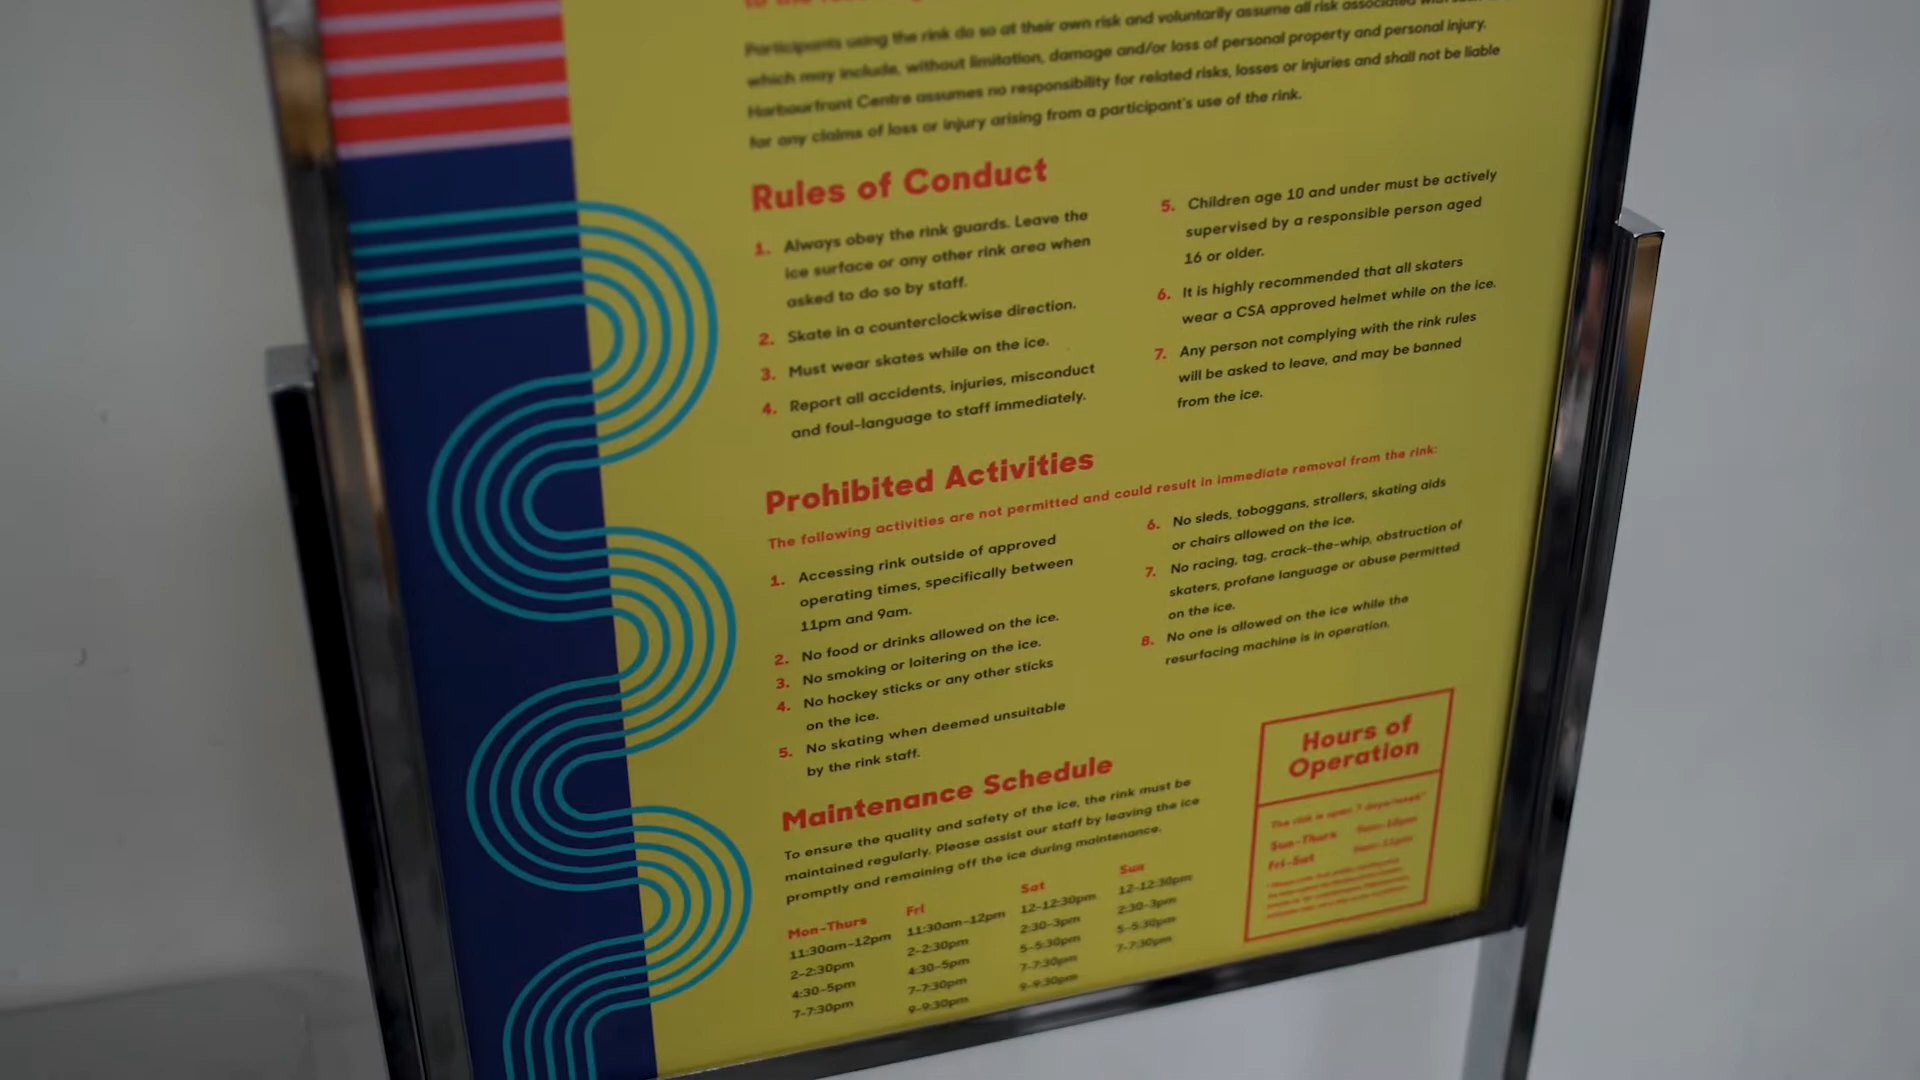 to the
Participants using the rink do so at their own risk and voluntarily assume all risk associated with
which may include, without limitation, damage and/or loss of personal property and personal injury.
Harbourfront Centre assumes no responsibility for related risks, losses or injuries and shall not be liable
for any claims of loss or injury arising from a participant's use of the rink.
Rules of Conduct
1. Always obey the rink guards. Leave the
ice surface or any other rink area when
asked to do so by staff.
2. Skate in a counterclockwise direction.
3. Must wear skates while on the ice.
4. Report all accidents, injuries, misconduct
and foul-language to staff immediately.
5. Children age 10 and under must be actively
supervised by a responsible person aged
16 or older.
6. It is highly recommended that all skaters
wear a CSA approved helmet while on the ice.
7. Any person not complying with the rink rules
will be asked to leave, and may be banned
from the ice.
Prohibited Activities
The following activities are not permitted and could result in immediate removal from the rink:
1. Accessing rink outside of approved
operating times, specifically between
11pm and 9am.
2. No food or drinks allowed on the ice.
3. No smoking or loitering on the ice.
4. No hockey sticks or any other sticks
on the ice.
5. No skating when deemed unsuitable
by the rink staff.
6. No sleds, toboggans, strollers, skating aids
or chairs allowed on the ice.
7. No racing, tag, crack-the-whip, obstruction of
skaters, profane language or abuse permitted
on the ice.
8. No one is allowed on the ice while the
resurfacing machine is in operation.
Maintenance Schedule
To ensure the quality and safety of the ice, the rink must be
maintained regularly. Please assist our staff by leaving the ice
promptly and remaining off the ice during maintenance.
Mon-Thurs
11:30am-12pm
2-2:30pm
4:30-5pm
7-7:30pm
Fri
11:30am-12pm
2-2:30pm
4:30-5pm
7-7:30pm
9-9:30pm
Sat
12-12:30pm
2:30-3pm
5-5:30pm
7-7:30pm
9-9:30pm
Sun
12-12:30pm
2:30-3pm
5-5:30pm
7-7:30pm
Hours of
Operation
The rink is open 7 days/week*
Sun-Thurs 9am-10pm
Fri-Sat 9am-11pm